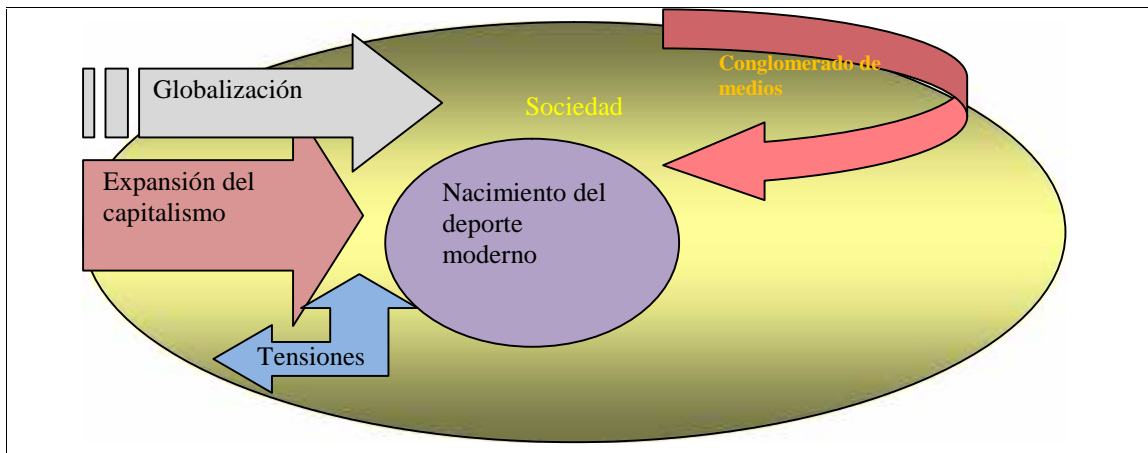 Globalización
Conglomerado de
medios
Sociedad
Expansión del
capitalismo
Nacimiento del
deporte
moderno
Tensiones